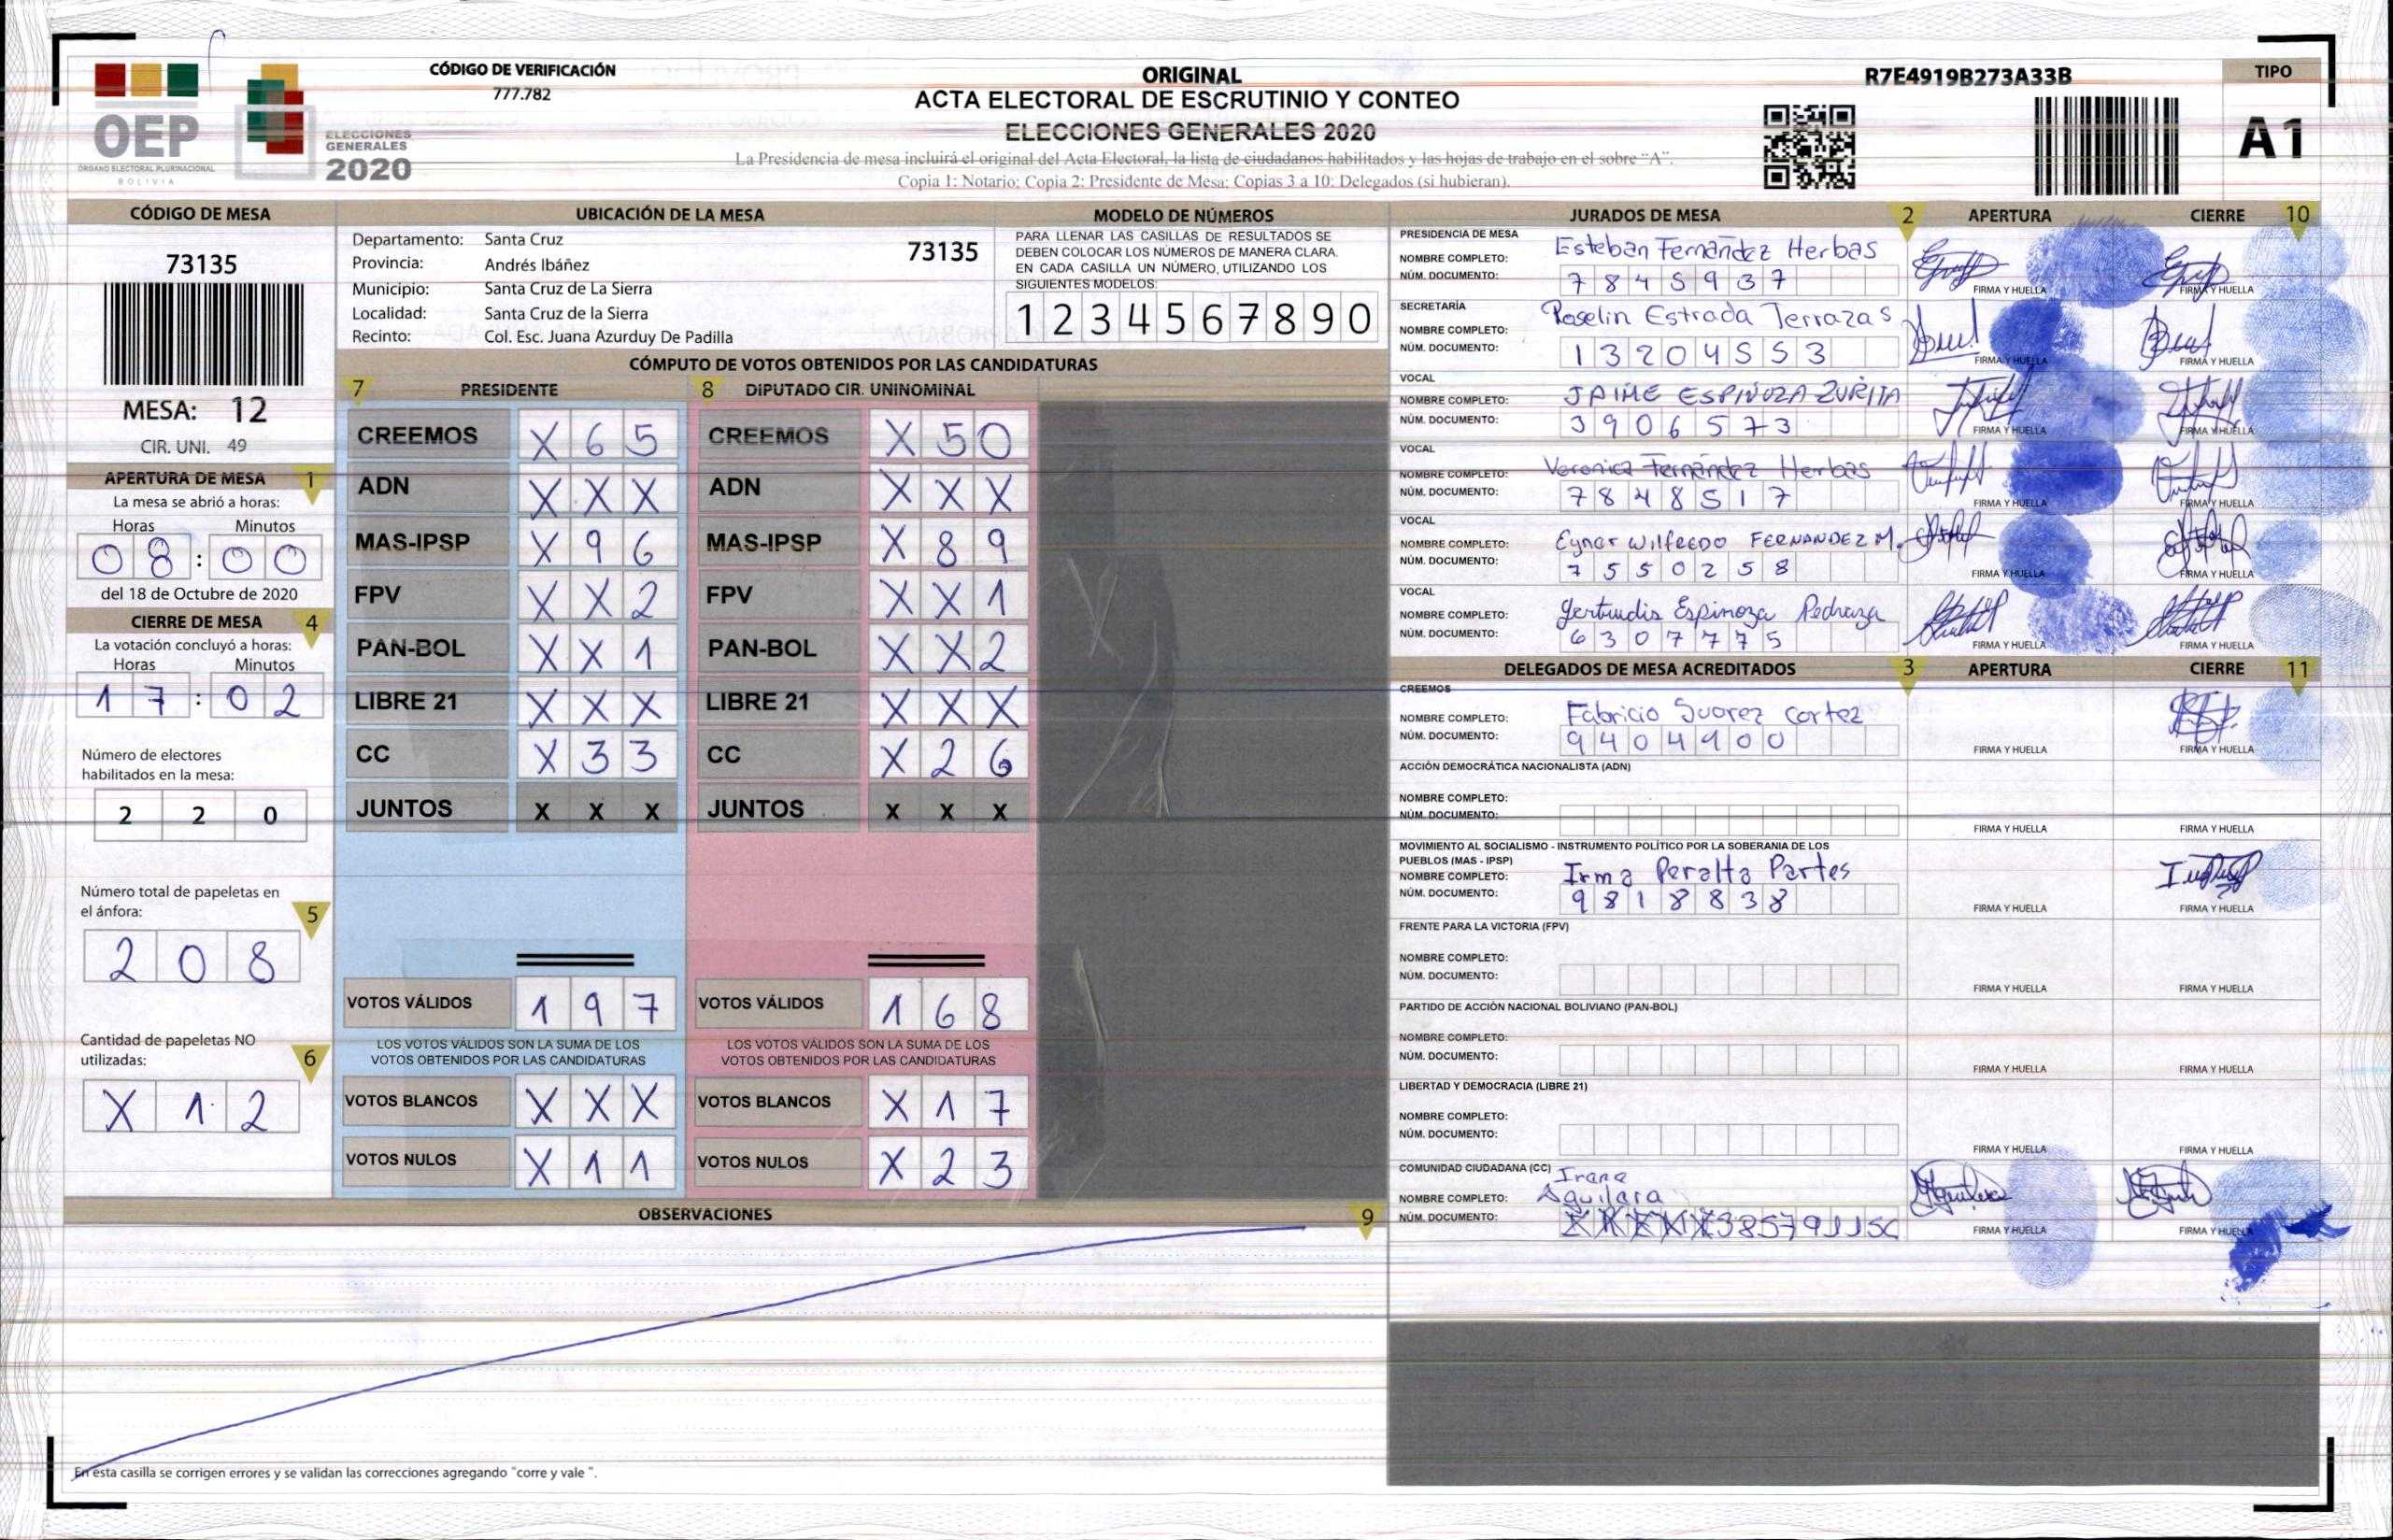 OEP
ÓRGANO ELECTORAL PLURINACIONAL
BOLIVIA
ELECCIONES
GENERALES
2020
CÓDIGO DE VERIFICACIÓN
777.782
ORIGINAL
ACTA ELECTORAL DE ESCRUTINIO Y CONTEO
ELECCIONES GENERALES 2020
La Presidencia de mesa incluirá el original del Acta Electoral, la lista de ciudadanos habilitados y las hojas de trabajo en el sobre "A".
Copia 1: Notario; Copia 2: Presidente de Mesa; Copias 3 a 10: Delegados (si hubieran).
R7E4919B273A33B
TIPO
A1
CÓDIGO DE MESA
73135
MESA: 12
CIR. UNI. 49
APERTURA DE MESA 1
La mesa se abrió a horas:
Horas Minutos
08:00
del 18 de Octubre de 2020
CIERRE DE MESA 4
La votación concluyó a horas:
Horas Minutos
17:02
Número de electores
habilitados en la mesa:
2 2 0
Número total de papeletas en
el ánfora: 5
2 0 8
Cantidad de papeletas NO
utilizadas: 6
X 1 2
UBICACIÓN DE LA MESA
Departamento: Santa Cruz 73135
Provincia: Andrés Ibáñez
Municipio: Santa Cruz de La Sierra
Localidad: Santa Cruz de la Sierra
Recinto: Col. Esc. Juana Azurduy De Padilla
MODELO DE NÚMEROS
PARA LLENAR LAS CASILLAS DE RESULTADOS SE
DEBEN COLOCAR LOS NÚMEROS DE MANERA CLARA.
EN CADA CASILLA UN NÚMERO, UTILIZANDO LOS
SIGUIENTES MODELOS:
1 2 3 4 5 6 7 8 9 0
CÓMPUTO DE VOTOS OBTENIDOS POR LAS CANDIDATURAS
7 PRESIDENTE
CREEMOS X 6 5
ADN X X X
MAS-IPSP X 9 6
FPV X X 2
PAN-BOL X X 1
LIBRE 21 X X X
CC X 3 3
JUNTOS X X X
VOTOS VÁLIDOS 1 9 7
LOS VOTOS VÁLIDOS SON LA SUMA DE LOS
VOTOS OBTENIDOS POR LAS CANDIDATURAS
VOTOS BLANCOS X X X
VOTOS NULOS X 1 1
8 DIPUTADO CIR. UNINOMINAL
CREEMOS X 5 0
ADN X X X
MAS-IPSP X 8 9
FPV X X 1
PAN-BOL X X 2
LIBRE 21 X X X
CC X 2 6
JUNTOS X X X
VOTOS VÁLIDOS 1 6 8
LOS VOTOS VÁLIDOS SON LA SUMA DE LOS
VOTOS OBTENIDOS POR LAS CANDIDATURAS
VOTOS BLANCOS X 1 7
VOTOS NULOS X 2 3
OBSERVACIONES 9
En esta casilla se corrigen errores y se validan las correcciones agregando "corre y vale ".
JURADOS DE MESA 2 APERTURA CIERRE 10
PRESIDENCIA DE MESA
NOMBRE COMPLETO: Esteban Fernández Herbas
NÚM. DOCUMENTO: 7845937
FIRMA Y HUELLA FIRMA Y HUELLA
SECRETARÍA
NOMBRE COMPLETO: Roselin Estrada Terrazas
NÚM. DOCUMENTO: 13204553
FIRMA Y HUELLA FIRMA Y HUELLA
VOCAL
NOMBRE COMPLETO: JAIME ESPINOZA ZURITA
NÚM. DOCUMENTO: 3906573
FIRMA Y HUELLA FIRMA Y HUELLA
VOCAL
NOMBRE COMPLETO: Veronica Fernández Herbas
NÚM. DOCUMENTO: 7848517
FIRMA Y HUELLA FIRMA Y HUELLA
VOCAL
NOMBRE COMPLETO: Eynar Wilfredo FERNANDEZ M.
NÚM. DOCUMENTO: 7550258
FIRMA Y HUELLA FIRMA Y HUELLA
VOCAL
NOMBRE COMPLETO: Gertrudis Espinoza Pedraza
NÚM. DOCUMENTO: 6307775
FIRMA Y HUELLA FIRMA Y HUELLA
DELEGADOS DE MESA ACREDITADOS 3 APERTURA CIERRE 11
CREEMOS
NOMBRE COMPLETO: Fabricio Suarez Cortez
NÚM. DOCUMENTO: 9404900
FIRMA Y HUELLA FIRMA Y HUELLA
ACCIÓN DEMOCRÁTICA NACIONALISTA (ADN)
NOMBRE COMPLETO:
NÚM. DOCUMENTO:
FIRMA Y HUELLA FIRMA Y HUELLA
MOVIMIENTO AL SOCIALISMO - INSTRUMENTO POLÍTICO POR LA SOBERANIA DE LOS
PUEBLOS (MAS - IPSP)
NOMBRE COMPLETO: Irma Peralta Partes
NÚM. DOCUMENTO: 9818838
FIRMA Y HUELLA FIRMA Y HUELLA
FRENTE PARA LA VICTORIA (FPV)
NOMBRE COMPLETO:
NÚM. DOCUMENTO:
FIRMA Y HUELLA FIRMA Y HUELLA
PARTIDO DE ACCIÓN NACIONAL BOLIVIANO (PAN-BOL)
NOMBRE COMPLETO:
NÚM. DOCUMENTO:
FIRMA Y HUELLA FIRMA Y HUELLA
LIBERTAD Y DEMOCRACIA (LIBRE 21)
NOMBRE COMPLETO:
NÚM. DOCUMENTO:
FIRMA Y HUELLA FIRMA Y HUELLA
COMUNIDAD CIUDADANA (CC) Irana
NOMBRE COMPLETO: Aguilara
NÚM. DOCUMENTO:
FIRMA Y HUELLA FIRMA Y HUELLA